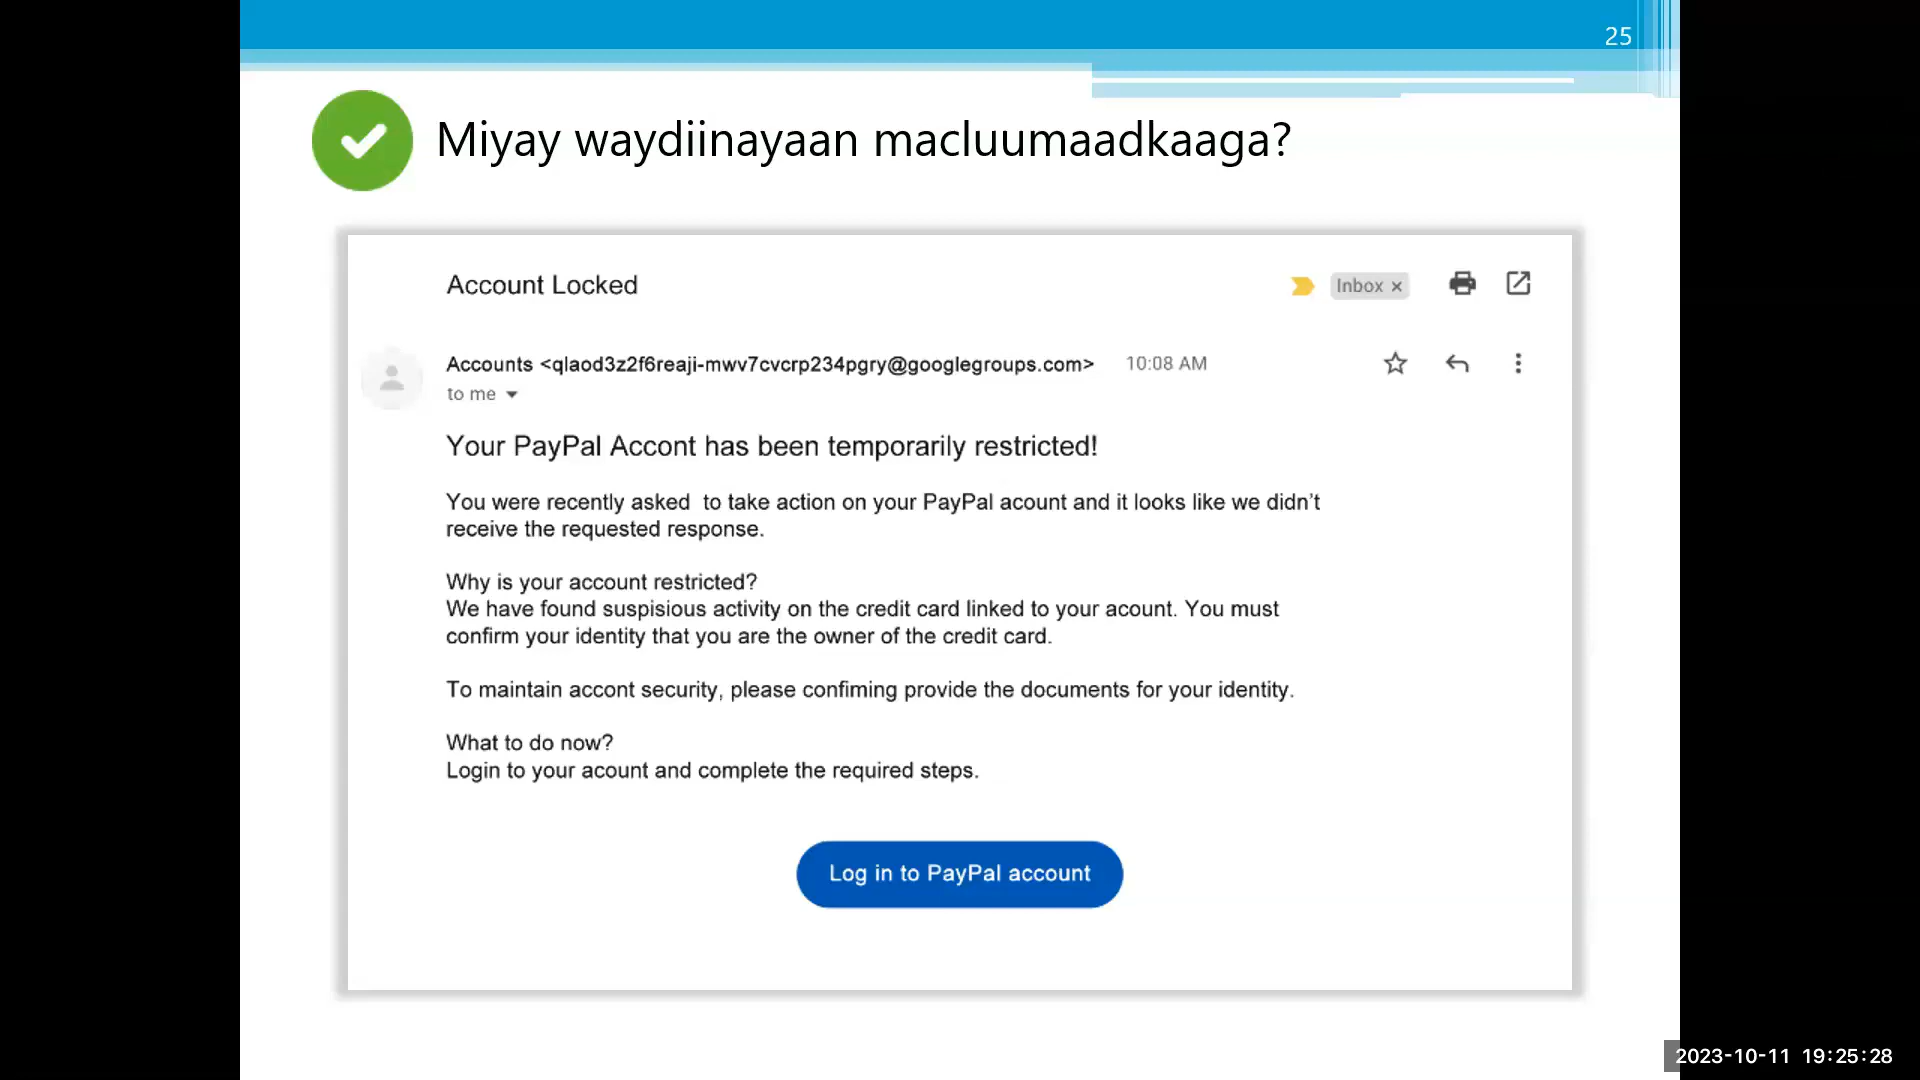 25
Miyay waydiinayaan macluumaadkaaga?
Account Locked
Inbox ×
Accounts <qlaod3z2f6reaji-mwv7cvcrp234pgry@googlegroups.com> 10:08 AM
to me
Your PayPal Accont has been temporarily restricted!
You were recently asked  to take action on your PayPal acount and it looks like we didn't
receive the requested response.
Why is your account restricted?
We have found suspisious activity on the credit card linked to your acount. You must
confirm your identity that you are the owner of the credit card.
To maintain accont security, please confiming provide the documents for your identity.
What to do now?
Login to your acount and complete the required steps.
Log in to PayPal account
2023-10-11 19:25:28